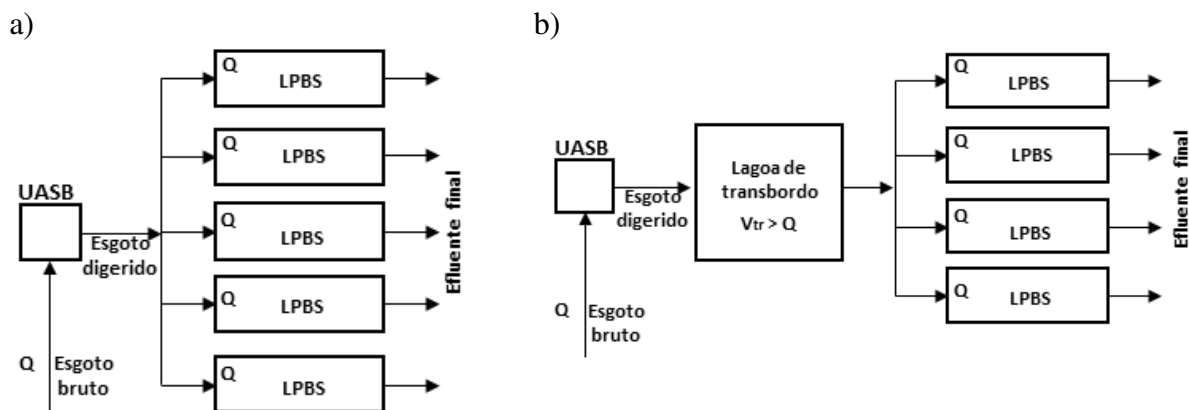 a)
Q
LPBS
Q
LPBS
UASB
Q
LPBS
Esgoto
digerido
Q
LPBS
Q
LPBS
Q
Esgoto
bruto
Efluente final
b)
UASB
Esgoto
digerido
Q
Esgoto
bruto
Lagoa de
transbordo
Vtr > Q
Q
LPBS
Q
LPBS
Q
LPBS
Q
LPBS
Efluente final